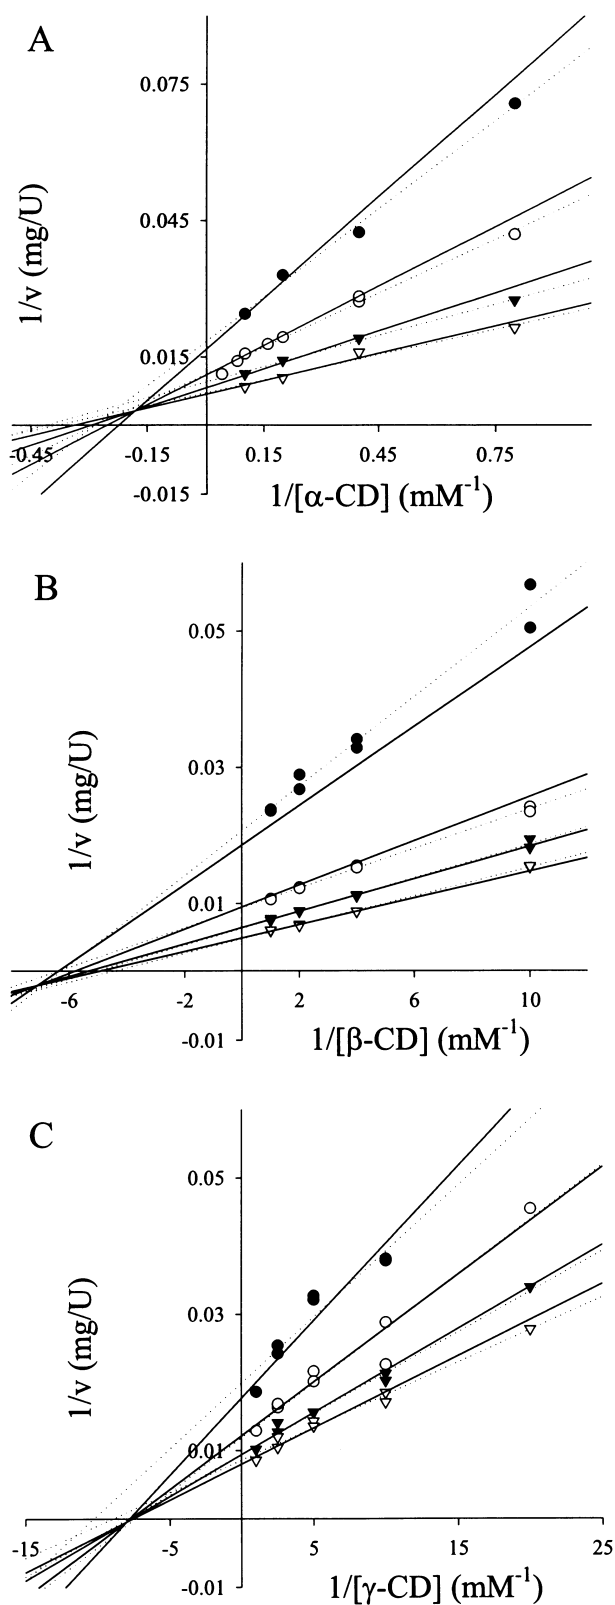 A
1/v (mg/U)
0.075
0.045
0.015
-0.45 -0.15 0.15 0.45 0.75
-0.015
1/[α-CD] (mM-1)
B
1/v (mg/U)
0.05
0.03
0.01
-6 -2 2 6 10
-0.01
1/[β-CD] (mM-1)
C
1/v (mg/U)
0.05
0.03
0.01
-15 -5 5 15 25
-0.01
1/[γ-CD] (mM-1)